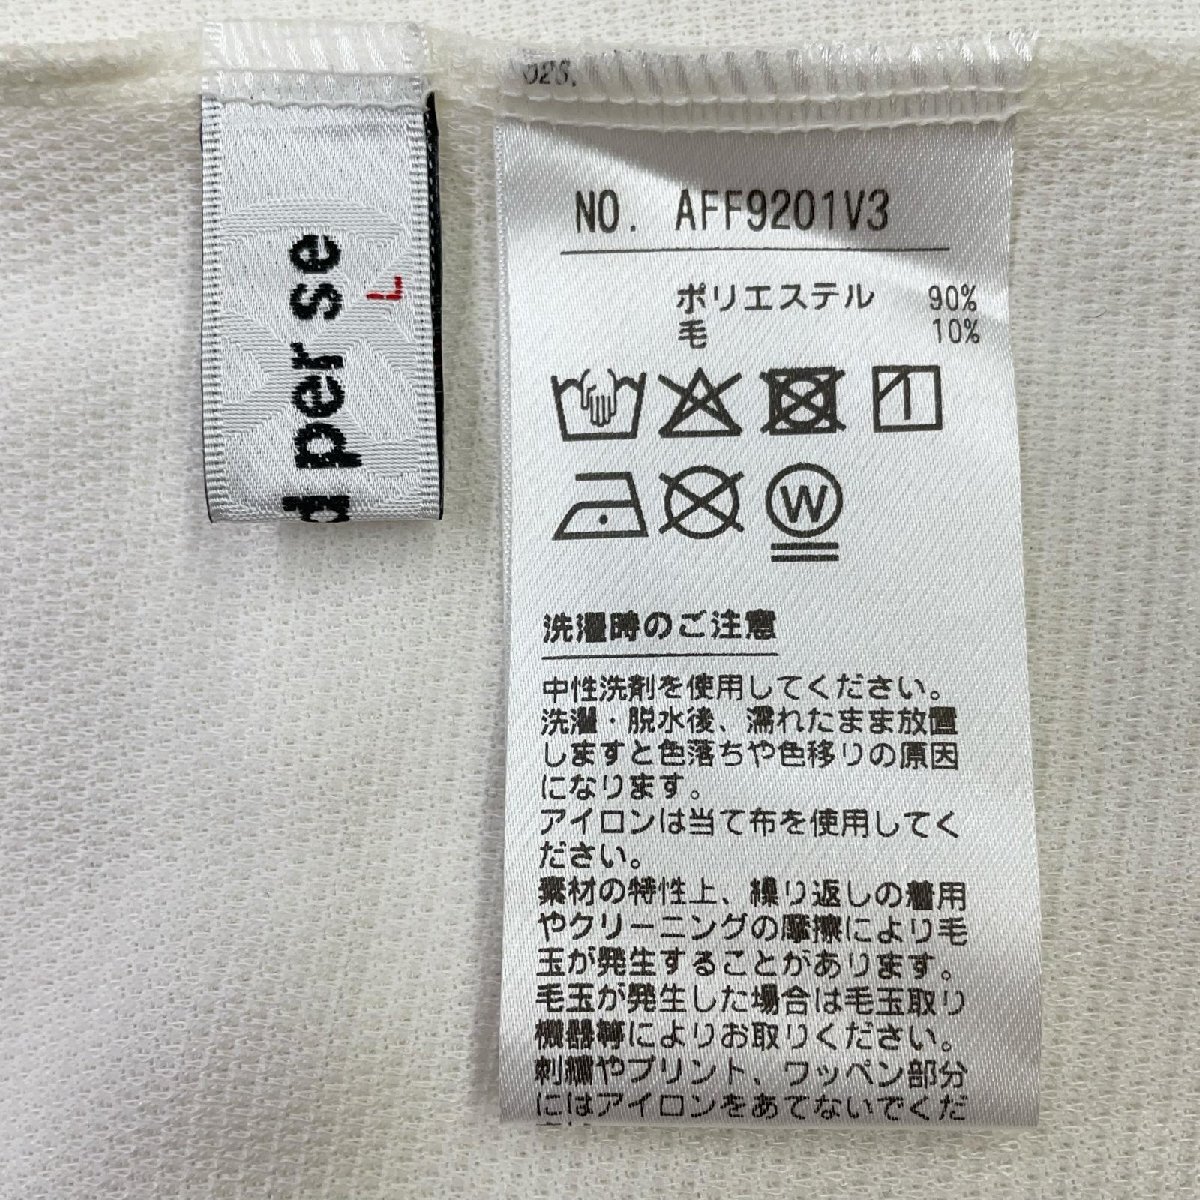 d per se
L
02S.
NO. AFF9201V3
ポリエステル 90%
毛 10%
W
洗濯時のご注意
中性洗剤を使用してください。
洗濯・脱水後、濡れたまま放置
しますと色落ちや色移りの原因
になります。
アイロンは当て布を使用してく
ださい。
素材の特性上、繰り返しの着用
やクリーニングの摩擦により毛
玉が発生することがあります。
毛玉が発生した場合は毛玉取り
機器等によりお取りください。
刺繍やプリント、ワッペン部分
にはアイロンをあてないでくだ